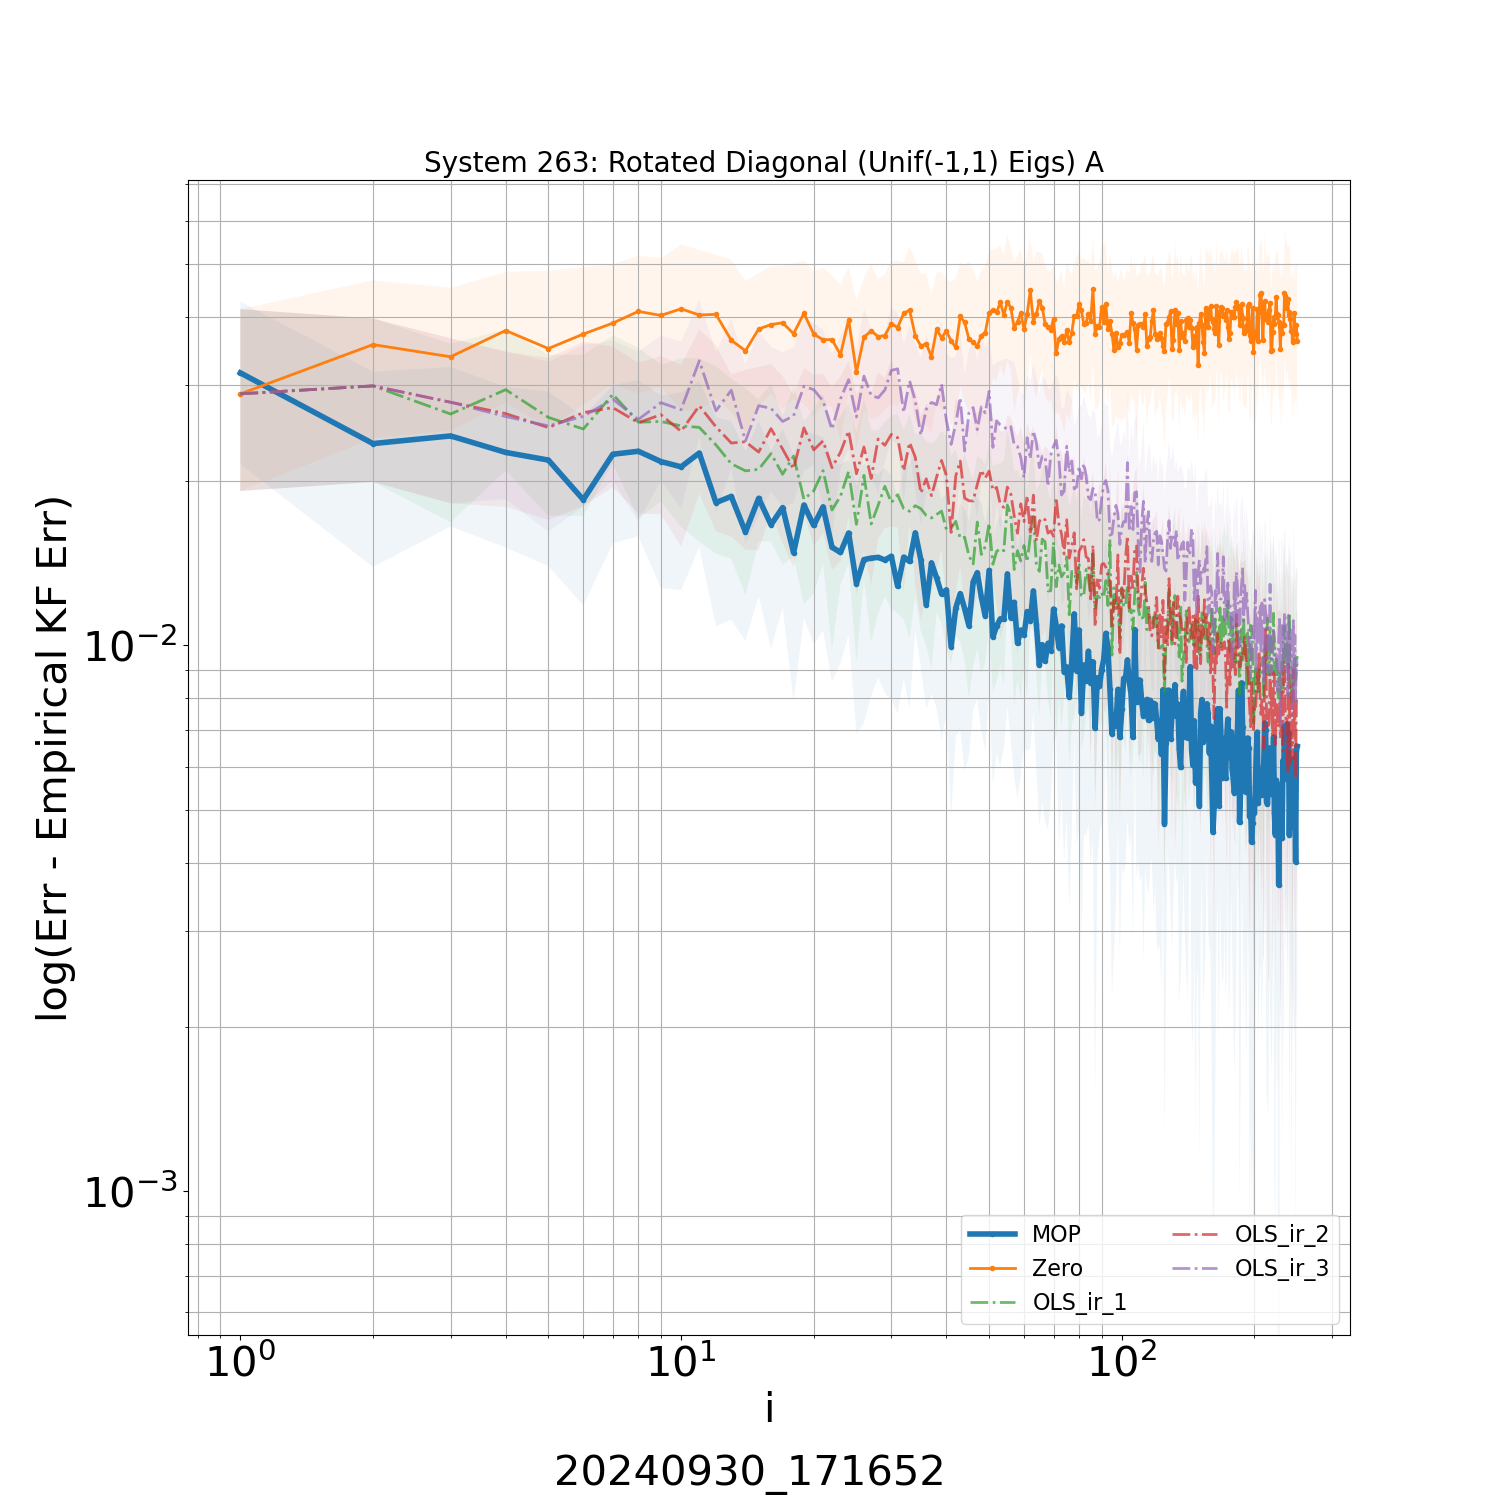 System 263: Rotated Diagonal (Unif(-1,1) Eigs) A
log(Err - Empirical KF Err)
10⁻²
10⁻³
MOP
Zero
OLS_ir_1
OLS_ir_2
OLS_ir_3
10⁰ 10¹ 10²
i
20240930_171652